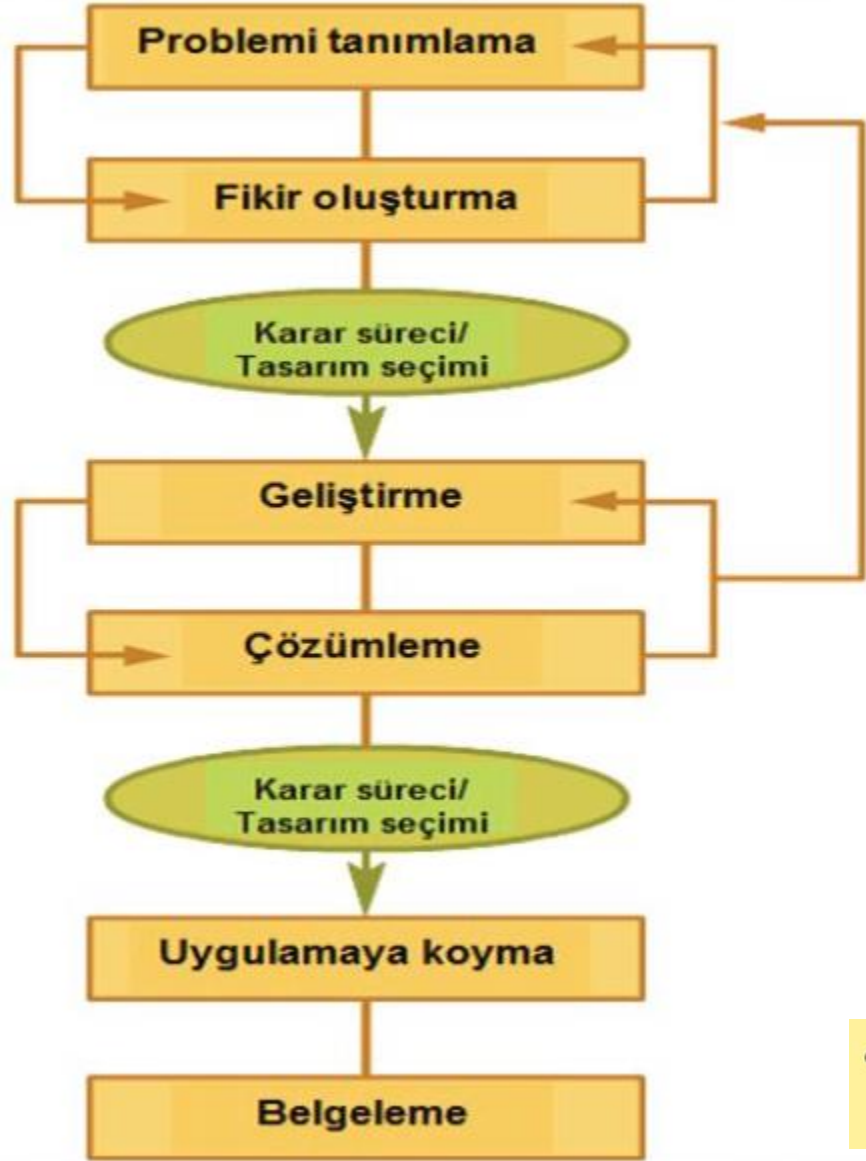 Problemi tanımlama
Fikir oluşturma
Karar süreci/
Tasarım seçimi
Geliştirme
Çözümleme
Karar süreci/
Tasarım seçimi
Uygulamaya koyma
Belgeleme